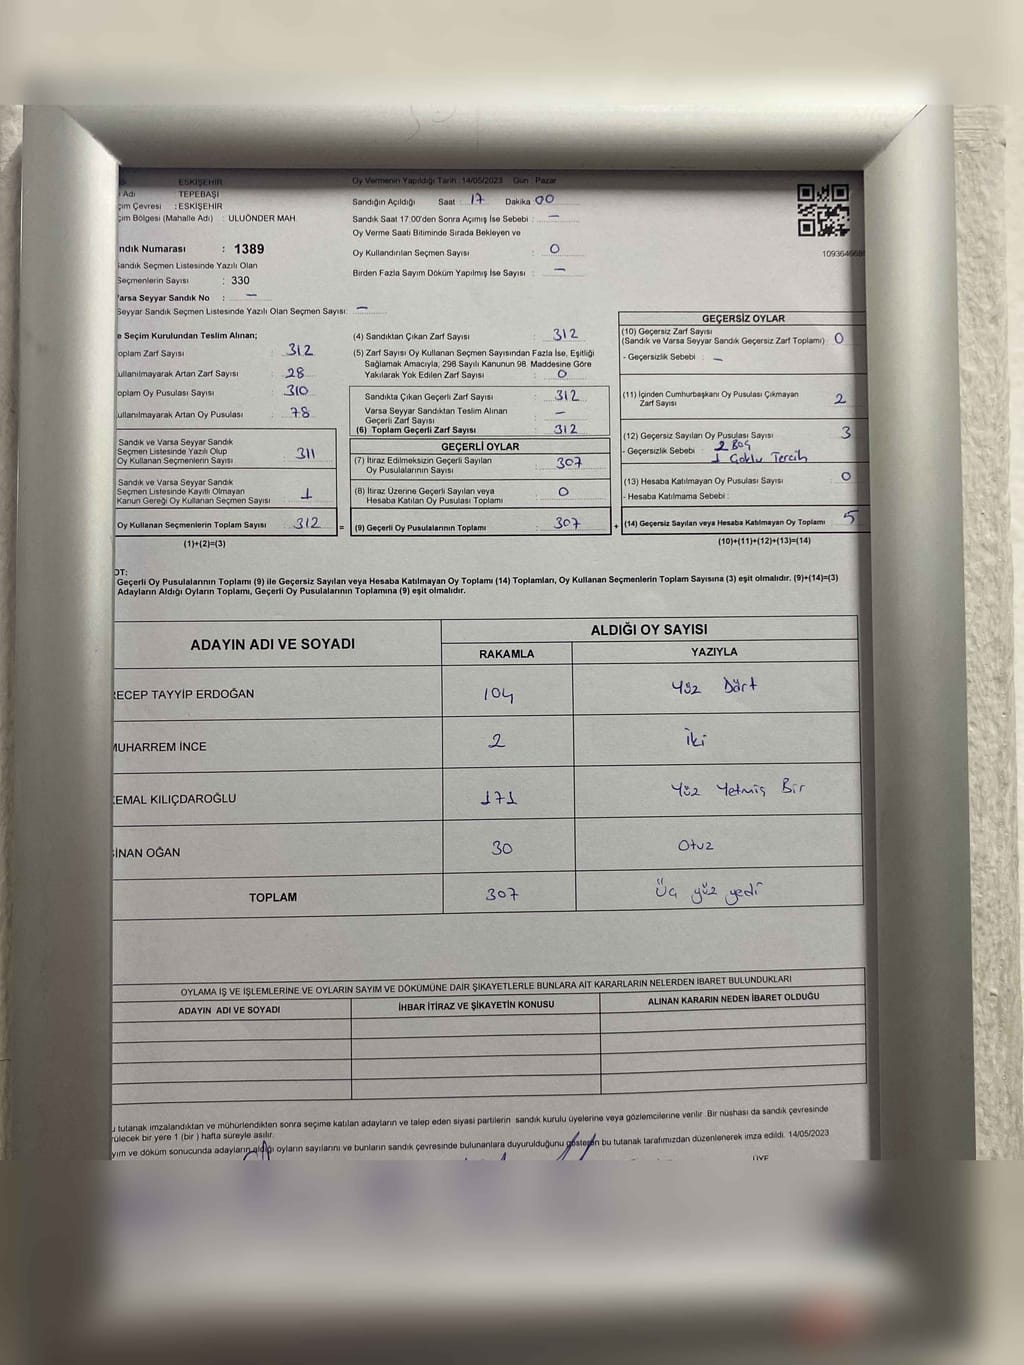 ESKİŞEHİR
Adı : TEPEBAŞI
çim Çevresi : ESKİŞEHİR
çim Bölgesi (Mahalle Adı) : ULUÖNDER MAH.
ndık Numarası : 1389
andık Seçmen Listesinde Yazılı Olan
Seçmenlerin Sayısı : 330
Varsa Seyyar Sandık No : —
Seyyar Sandık Seçmen Listesinde Yazılı Olan Seçmen Sayısı: —
Oy Vermenin Yapıldığı Tarih : 14/05/2023 Gün : Pazar
Sandığın Açıldığı Saat : 17 Dakika 00
Sandık Saat 17.00'den Sonra Açımış İse Sebebi : —
Oy Verme Saati Bitiminde Sırada Bekleyen ve
Oy Kullandırılan Seçmen Sayısı : 0
Birden Fazla Sayım Döküm Yapılmış İse Sayısı : —
e Seçim Kurulundan Teslim Alınan;
oplam Zarf Sayısı 312
ullanılmayarak Artan Zarf Sayısı 28
oplam Oy Pusulası Sayısı 310
ullanılmayarak Artan Oy Pusulası 78
Sandık ve Varsa Seyyar Sandık
Seçmen Listesinde Yazılı Olup
Oy Kullanan Seçmenlerin Sayısı 311
Sandık ve Varsa Seyyar Sandık
Seçmen Listesinde Kayıtlı Olmayan
Kanun Gereği Oy Kullanan Seçmen Sayısı 1
Oy Kullanan Seçmenlerin Toplam Sayısı 312 =
(1)+(2)=(3)
(4) Sandıktan Çıkan Zarf Sayısı : 312
(5) Zarf Sayısı Oy Kullanan Seçmen Sayısından Fazla İse, Eşitliği
Sağlamak Amacıyla, 298 Sayılı Kanunun 98. Maddesine Göre
Yakılarak Yok Edilen Zarf Sayısı : 0
Sandıkta Çıkan Geçerli Zarf Sayısı : 312
Varsa Seyyar Sandıktan Teslim Alınan
Geçerli Zarf Sayısı : —
(6) Toplam Geçerli Zarf Sayısı : 312
GEÇERLİ OYLAR
(7) İtiraz Edilmeksizin Geçerli Sayılan
Oy Pusulalarının Sayısı : 307
(8) İtiraz Üzerine Geçerli Sayılan veya
Hesaba Katılan Oy Pusulası Toplamı : 0
(9) Geçerli Oy Pusulalarının Toplamı : 307 +
GEÇERSİZ OYLAR
(10) Geçersiz Zarf Sayısı
(Sandık ve Varsa Seyyar Sandık Geçersiz Zarf Toplamı) : 0
- Geçersizlik Sebebi : —
(11) İçinden Cumhurbaşkanı Oy Pusulası Çıkmayan
Zarf Sayısı 2
(12) Geçersiz Sayılan Oy Pusulası Sayısı 3
- Geçersizlik Sebebi : 2 Boş
1 Çoklu Tercih
(13) Hesaba Katılmayan Oy Pusulası Sayısı 0
- Hesaba Katılmama Sebebi :
(14) Geçersiz Sayılan veya Hesaba Katılmayan Oy Toplamı : 5
(10)+(11)+(12)+(13)=(14)
OT:
Geçerli Oy Pusulalarının Toplamı (9) ile Geçersiz Sayılan veya Hesaba Katılmayan Oy Toplamı (14) Toplamları, Oy Kullanan Seçmenlerin Toplam Sayısına (3) eşit olmalıdır. (9)+(14)=(3)
Adayların Aldığı Oyların Toplamı, Geçerli Oy Pusulalarının Toplamına (9) eşit olmalıdır.
ADAYIN ADI VE SOYADI ALDIĞI OY SAYISI
RAKAMLA YAZIYLA
RECEP TAYYİP ERDOĞAN 104 Yüz Dört
MUHARREM İNCE 2 İki
KEMAL KILIÇDAROĞLU 171 Yüz Yetmiş Bir
SİNAN OĞAN 30 Otuz
TOPLAM 307 Üç yüz yedi
OYLAMA İŞ VE İŞLEMLERİNE VE OYLARIN SAYIM VE DÖKÜMÜNE DAİR ŞİKAYETLERLE BUNLARA AİT KARARLARIN NELERDEN İBARET BULUNDUKLARI
ADAYIN ADI VE SOYADI İHBAR İTİRAZ VE ŞİKAYETİN KONUSU ALINAN KARARIN NEDEN İBARET OLDUĞU
u tutanak imzalandıktan ve mühürlendikten sonra seçime katılan adayların ve talep eden siyasi partilerin sandık kurulu üyelerine veya gözlemcilerine verilir. Bir nüshası da sandık çevresinde
rülecek bir yere 1 (bir) hafta süreyle asılır.
yım ve döküm sonucunda adayların aldığı oyların sayılarını ve bunların sandık çevresinde bulunanlara duyurulduğunu gösteren bu tutanak tarafımızdan düzenlenerek imza edildi. 14/05/2023
ÜYE